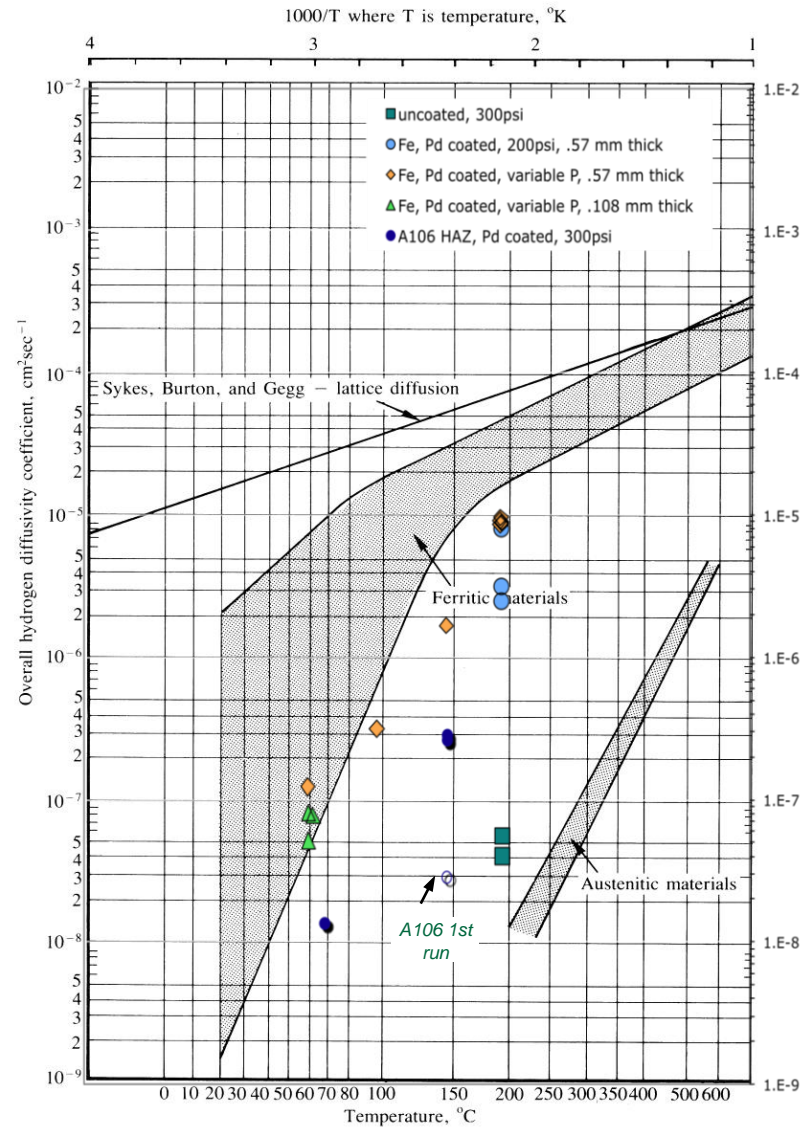 1000/T where T is temperature, °K
4 3 2 1
10⁻² 1.E-2
uncoated, 300psi
5
4 Fe, Pd coated, 200psi, .57 mm thick
3
2 Fe, Pd coated, variable P, .57 mm thick
Fe, Pd coated, variable P, .108 mm thick
10⁻³ 1.E-3
A106 HAZ, Pd coated, 300psi
5
4
3
2
10⁻⁴ 1.E-4
Sykes, Burton, and Gegg – lattice diffusion
5
4
3
2
10⁻⁵ 1.E-5
5
4
3 Ferritic materials
2
10⁻⁶ 1.E-6
5
4
3
2
10⁻⁷ 1.E-7
5
4
3 Austenitic materials
2
A106 1st
run
10⁻⁸ 1.E-8
5
4
3
2
10⁻⁹ 1.E-9
0 10 20 30 40 50 60 70 80 100 150 200 250 300 350 400 500 600
Temperature, °C
Overall hydrogen diffusivity coefficient, cm²sec⁻¹